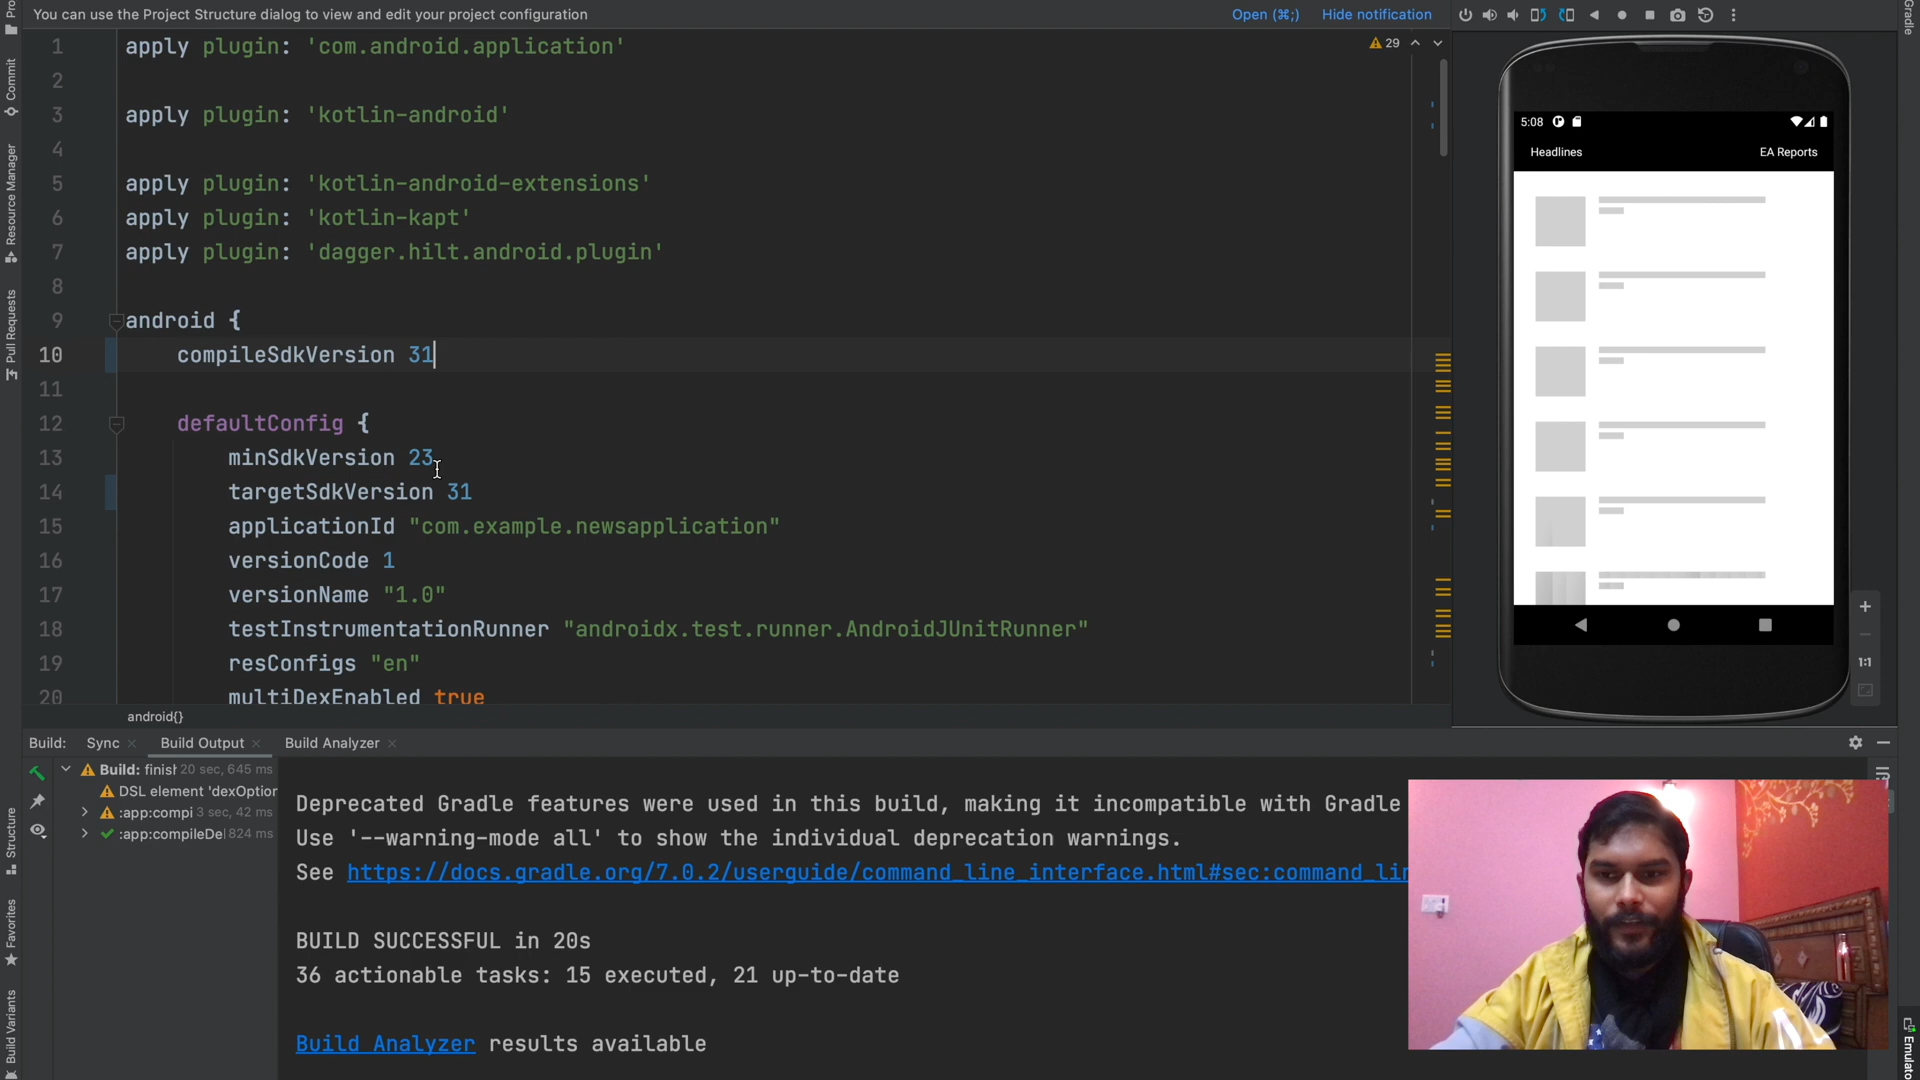 You can use the Project Structure dialog to view and edit your project configuration
Open (⌘;)
Hide notification
1 apply plugin: 'com.android.application'
29
2
3 apply plugin: 'kotlin-android'
4
5 apply plugin: 'kotlin-android-extensions'
6 apply plugin: 'kotlin-kapt'
7 apply plugin: 'dagger.hilt.android.plugin'
8
9 android {
10 compileSdkVersion 31
11
12 defaultConfig {
13 minSdkVersion 23
14 targetSdkVersion 31
15 applicationId "com.example.newsapplication"
16 versionCode 1
17 versionName "1.0"
18 testInstrumentationRunner "androidx.test.runner.AndroidJUnitRunner"
19 resConfigs "en"
20 multiDexEnabled true
android{}
Commit
Resource Manager
Pull Requests
Structure
Favorites
Build Variants
Gradle
5:08
Headlines
EA Reports
1:1
Build: Sync Build Output Build Analyzer
Build: finish 20 sec, 645 ms
DSL element 'dexOption
:app:compi 3 sec, 42 ms
:app:compileDe 824 ms
Deprecated Gradle features were used in this build, making it incompatible with Gradle
Use '--warning-mode all' to show the individual deprecation warnings.
See https://docs.gradle.org/7.0.2/userguide/command_line_interface.html#sec:command_lin
BUILD SUCCESSFUL in 20s
36 actionable tasks: 15 executed, 21 up-to-date
Build Analyzer results available
Emulato